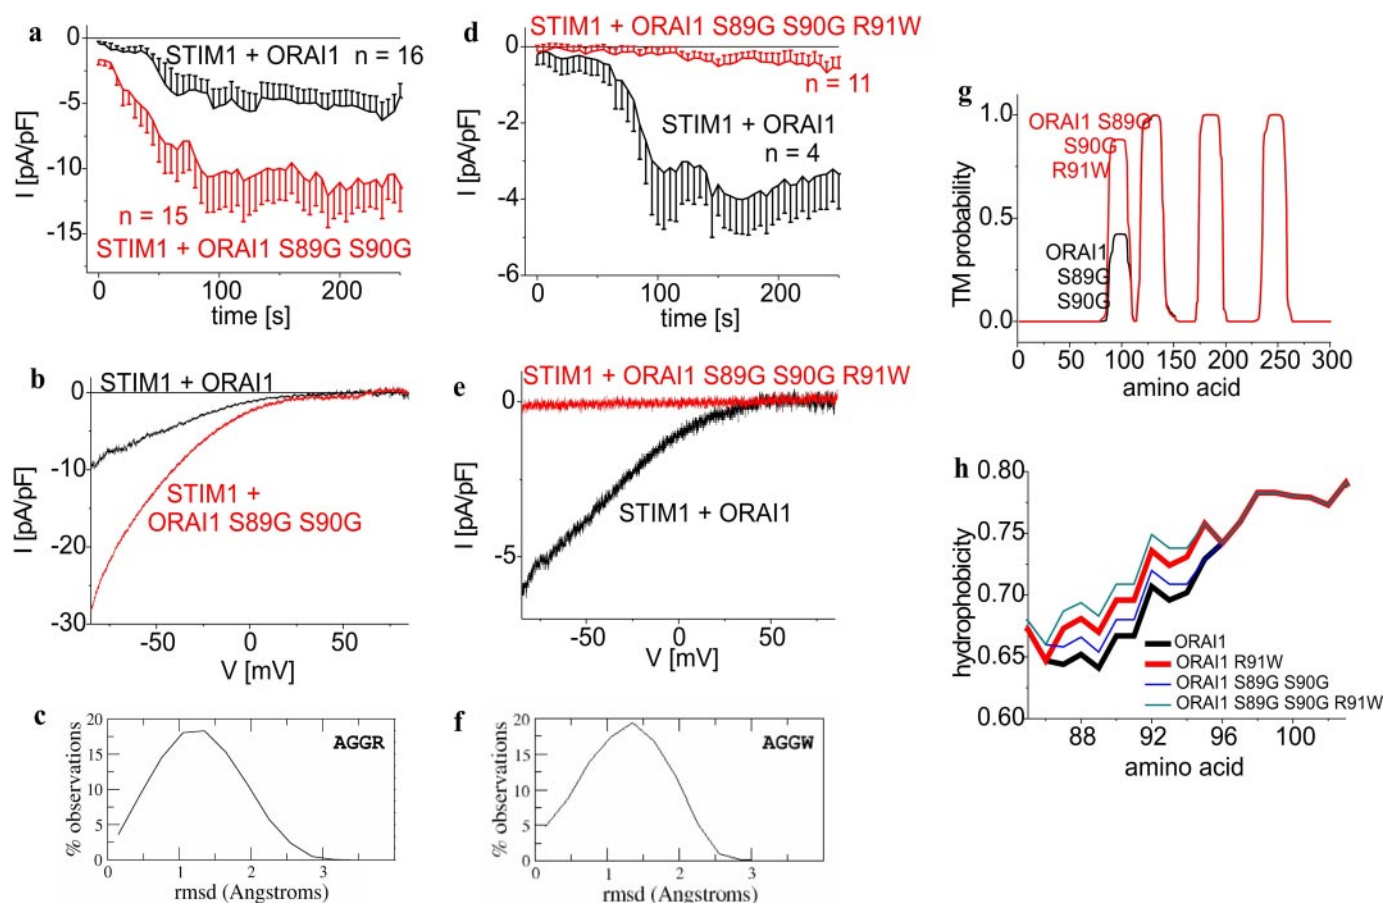 a
0
-5
-10
-15
I [pA/pF]
STIM1 + ORAI1 n = 16
n = 15
STIM1 + ORAI1 S89G S90G
0
100
200
time [s]
b
0
-10
-20
-30
I [pA/pF]
STIM1 + ORAI1
STIM1 +
ORAI1 S89G S90G
-50
0
50
V [mV]
c
20
15
10
5
0
% observations
AGGR
0
1
2
3
rmsd (Angstroms)
d
STIM1 + ORAI1 S89G S90G R91W
0
-2
-4
-6
I [pA/pF]
n = 11
STIM1 + ORAI1
n = 4
0
100
200
time [s]
e
STIM1 + ORAI1 S89G S90G R91W
0
-5
I [pA/pF]
STIM1 + ORAI1
-50
0
50
V [mV]
f
20
15
10
5
0
% observations
AGGW
0
1
2
3
rmsd (Angstroms)
g
1.0
0.5
0.0
TM probability
ORAI1 S89G
S90G
R91W
ORAI1
S89G
S90G
0
50
100
150
200
250
300
amino acid
h
0.80
0.75
0.70
0.65
0.60
hydrophobicity
ORAI1
ORAI1 R91W
ORAI1 S89G S90G
ORAI1 S89G S90G R91W
88
92
96
100
amino acid